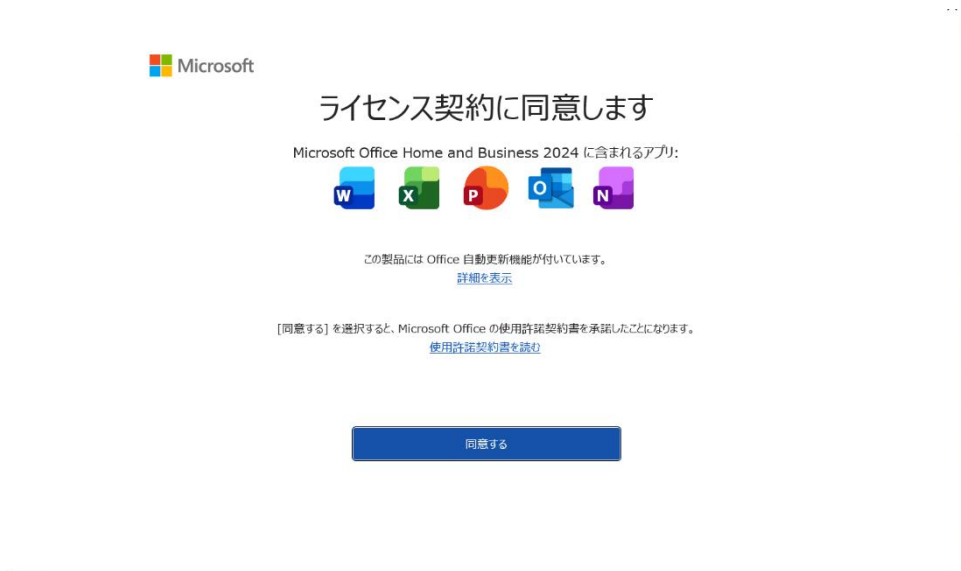 Microsoft
ライセンス契約に同意します
Microsoft Office Home and Business 2024 に含まれるアプリ:
W X P O N
この製品には Office 自動更新機能が付いています。
詳細を表示
[同意する] を選択すると、Microsoft Office の使用許諾契約書を承諾したことになります。
使用許諾契約書を読む
同意する